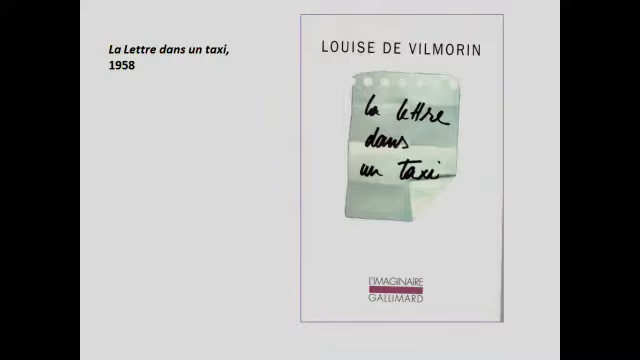 La Lettre dans un taxi,
1958
LOUISE DE VILMORIN
la lettre
dans
un taxi
L'IMAGINAIRE
GALLIMARD